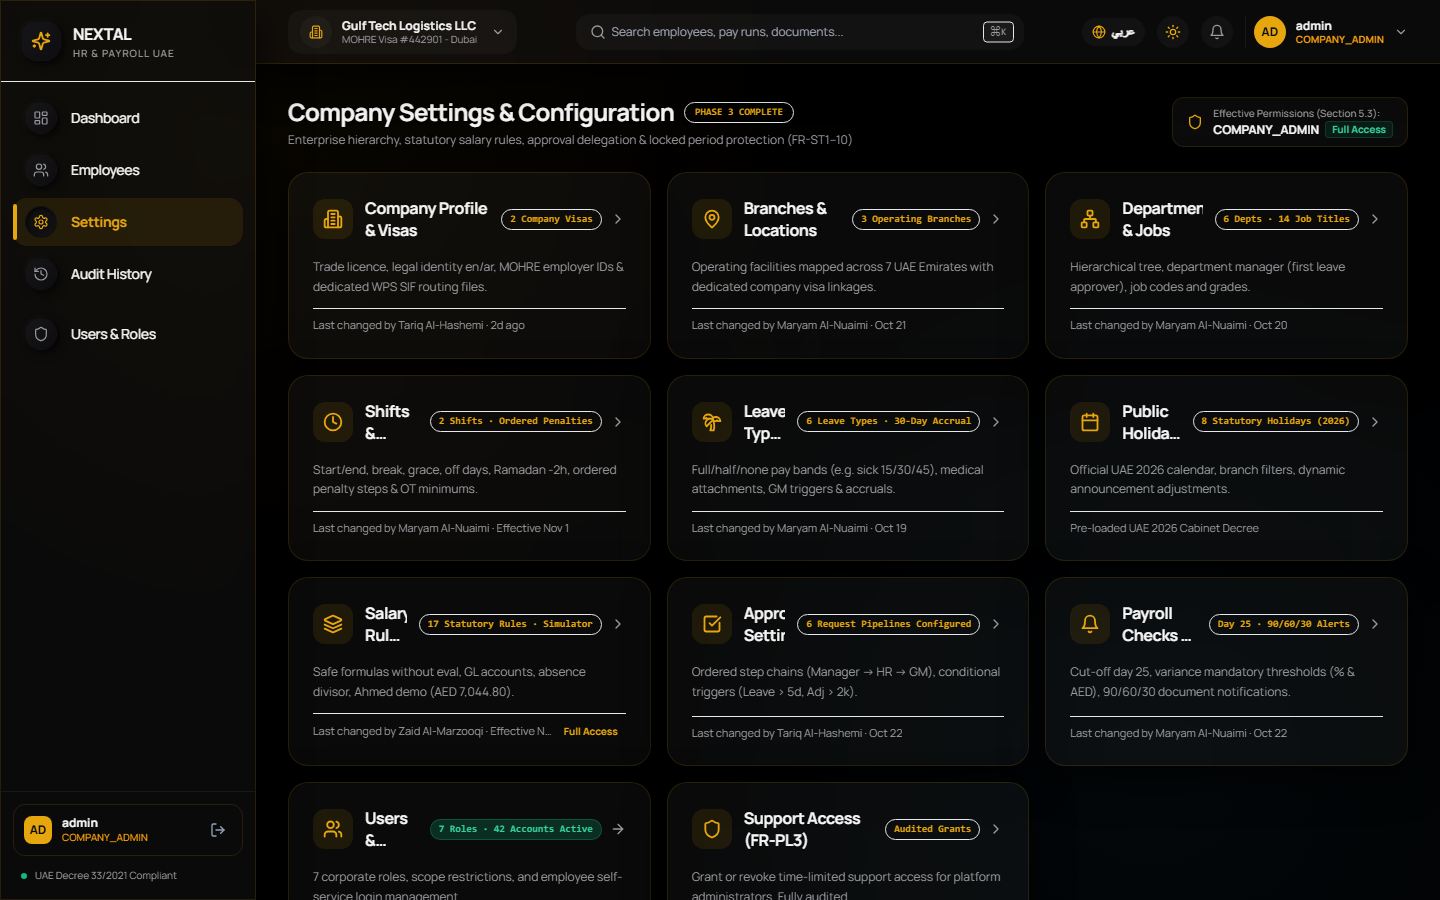 NEXTAL
HR & PAYROLL UAE
Gulf Tech Logistics LLC
MOHRE Visa #442901 - Dubai
Search employees, pay runs, documents...
⌘K
عربي
AD
admin
COMPANY_ADMIN
Dashboard
Employees
Settings
Audit History
Users & Roles
Company Settings & Configuration
PHASE 3 COMPLETE
Enterprise hierarchy, statutory salary rules, approval delegation & locked period protection (FR-ST1–10)
Effective Permissions (Section 5.3):
COMPANY_ADMIN Full Access
Company Profile
& Visas
2 Company Visas
Trade licence, legal identity en/ar, MOHRE employer IDs &
dedicated WPS SIF routing files.
Last changed by Tariq Al-Hashemi · 2d ago
Branches &
Locations
3 Operating Branches
Operating facilities mapped across 7 UAE Emirates with
dedicated company visa linkages.
Last changed by Maryam Al-Nuaimi · Oct 21
Departmen
& Jobs
6 Depts · 14 Job Titles
Hierarchical tree, department manager (first leave
approver), job codes and grades.
Last changed by Maryam Al-Nuaimi · Oct 20
Shifts
&...
2 Shifts · Ordered Penalties
Start/end, break, grace, off days, Ramadan -2h, ordered
penalty steps & OT minimums.
Last changed by Maryam Al-Nuaimi · Effective Nov 1
Leave
Typ...
6 Leave Types · 30-Day Accrual
Full/half/none pay bands (e.g. sick 15/30/45), medical
attachments, GM triggers & accruals.
Last changed by Maryam Al-Nuaimi · Oct 19
Public
Holida...
8 Statutory Holidays (2026)
Official UAE 2026 calendar, branch filters, dynamic
announcement adjustments.
Pre-loaded UAE 2026 Cabinet Decree
Salary
Rul...
17 Statutory Rules · Simulator
Safe formulas without eval, GL accounts, absence
divisor, Ahmed demo (AED 7,044.80).
Last changed by Zaid Al-Marzooqi · Effective N... Full Access
Appro
Settin
6 Request Pipelines Configured
Ordered step chains (Manager → HR → GM), conditional
triggers (Leave > 5d, Adj > 2k).
Last changed by Tariq Al-Hashemi · Oct 22
Payroll
Checks ...
Day 25 · 90/60/30 Alerts
Cut-off day 25, variance mandatory thresholds (% &
AED), 90/60/30 document notifications.
Last changed by Maryam Al-Nuaimi · Oct 22
Users
&...
7 Roles · 42 Accounts Active
7 corporate roles, scope restrictions, and employee self-
service login management.
Support Access
(FR-PL3)
Audited Grants
Grant or revoke time-limited support access for platform
administrators. Fully audited.
AD
admin
COMPANY_ADMIN
UAE Decree 33/2021 Compliant